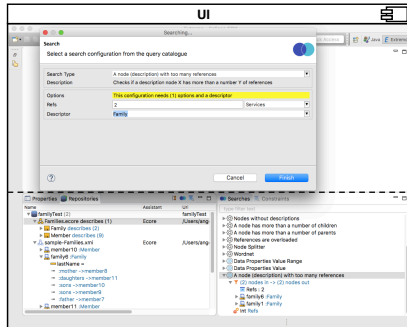 UI
Searching...
Search
Select a search configuration from the query catalogue
Search Type
A node (description) with too many references
Description
Checks if a description node X has more than a number Y of references
Options
This configuration needs (1) options and a descriptor
Refs
2
Services
Descriptor
Family
Cancel
Finish
Java
Properties
Repositories
Searches
Constraints
Name
Assistant
Url
familyTest (2)
familyTest
Families.ecore describes (1)
Ecore
/Users/ang
Family describes (2)
Member describes (9)
sample-Families.xml
Ecore
/Users/ang
member10 :Member
family6 :Family
lastName =
:mother ->member8
:daughters ->member11
:sons ->member10
:sons ->member9
:father ->member7
member11 :Member
Nodes without descriptions
A node has more than a number of children
A node has more than a number of parents
References are overloaded
Node Splitter
Wordnet
Data Properties Value Range
Data Properties Value
A node (description) with too many references
(2) nodes in -> (2) nodes out
Refs : 2
family6 :Family
family1 :Family
Int Refs